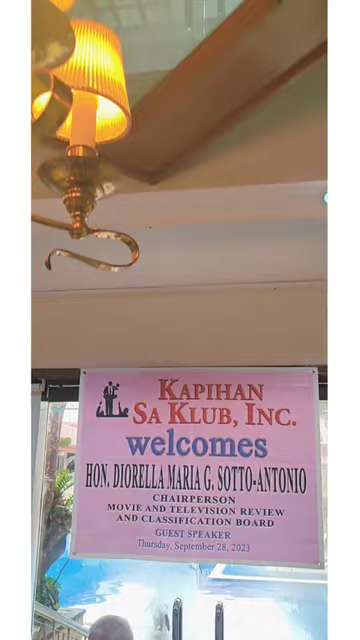 KAPIHAN
SA KLUB, INC.
welcomes
HON. DIORELLA MARIA G. SOTTO-ANTONIO
CHAIRPERSON
MOVIE AND TELEVISION REVIEW
AND CLASSIFICATION BOARD
GUEST SPEAKER
Thursday, September 28, 2023